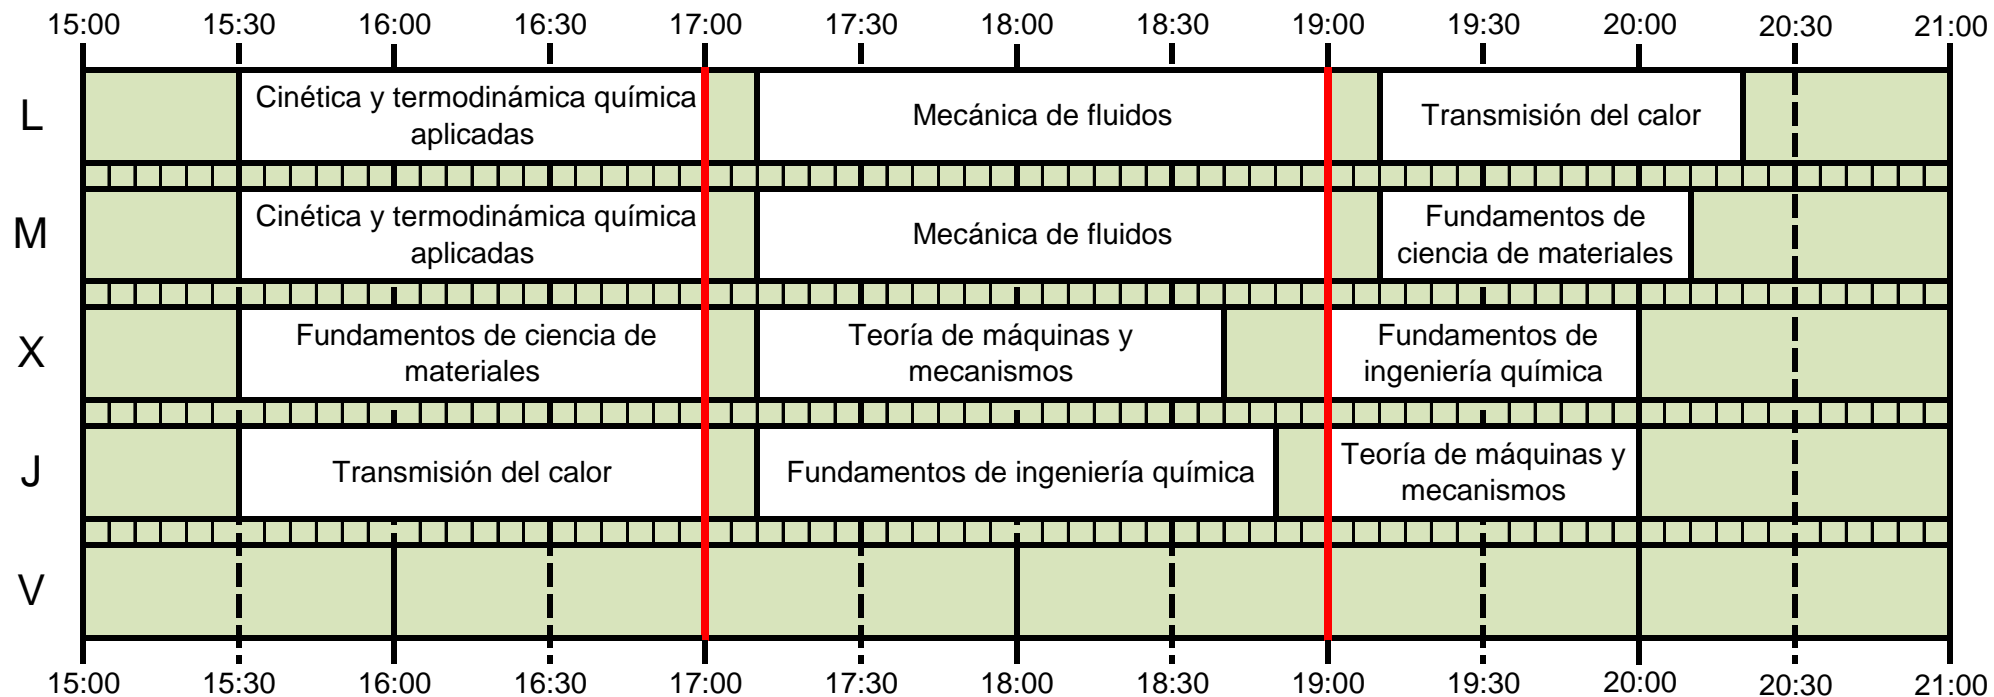 15:00 15:30 16:00 16:30 17:00 17:30 18:00 18:30 19:00 19:30 20:00 20:30 21:00
L
Cinética y termodinámica química
aplicadas
Mecánica de fluidos
Transmisión del calor
M
Cinética y termodinámica química
aplicadas
Mecánica de fluidos
Fundamentos de
ciencia de materiales
X
Fundamentos de ciencia de
materiales
Teoría de máquinas y
mecanismos
Fundamentos de
ingeniería química
J
Transmisión del calor
Fundamentos de ingeniería química
Teoría de máquinas y
mecanismos
V
15:00 15:30 16:00 16:30 17:00 17:30 18:00 18:30 19:00 19:30 20:00 20:30 21:00